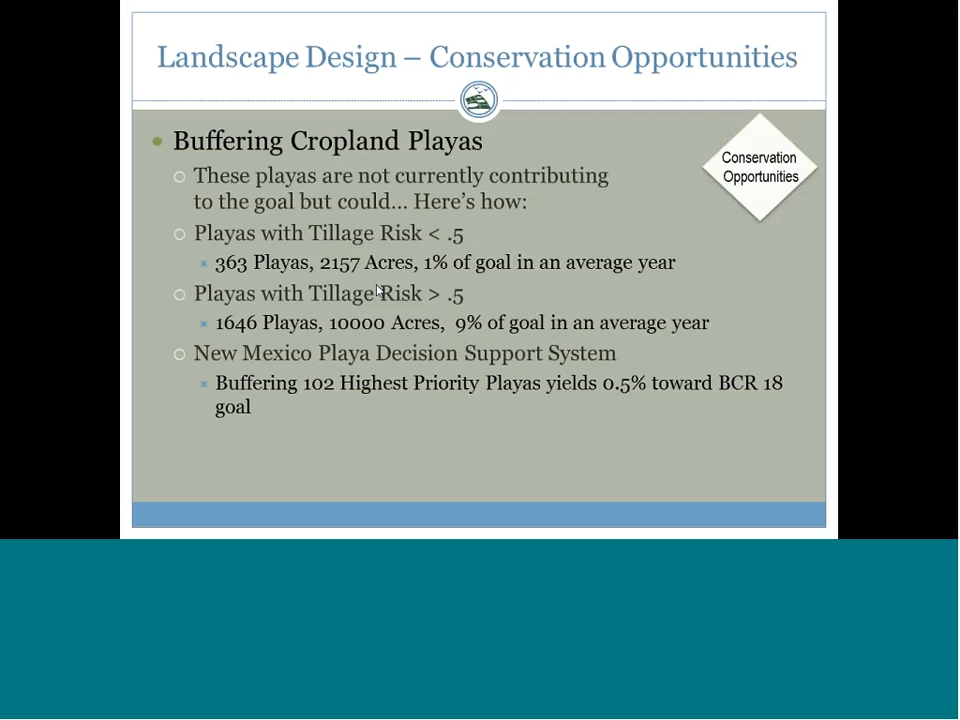 Landscape Design – Conservation Opportunities
Buffering Cropland Playas
Conservation
Opportunities
These playas are not currently contributing
to the goal but could... Here's how:
Playas with Tillage Risk < .5
363 Playas, 2157 Acres, 1% of goal in an average year
Playas with Tillage Risk > .5
1646 Playas, 10000 Acres, 9% of goal in an average year
New Mexico Playa Decision Support System
Buffering 102 Highest Priority Playas yields 0.5% toward BCR 18
goal